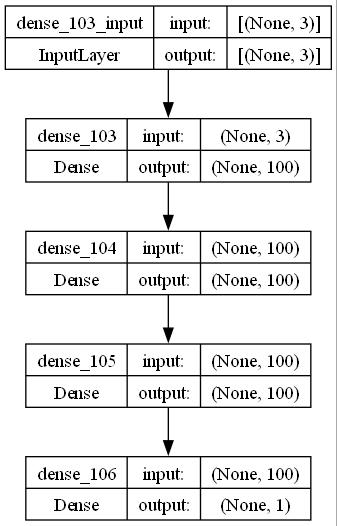 dense_103_input input: [(None, 3)]
InputLayer output: [(None, 3)]
dense_103 input: (None, 3)
Dense output: (None, 100)
dense_104 input: (None, 100)
Dense output: (None, 100)
dense_105 input: (None, 100)
Dense output: (None, 100)
dense_106 input: (None, 100)
Dense output: (None, 1)